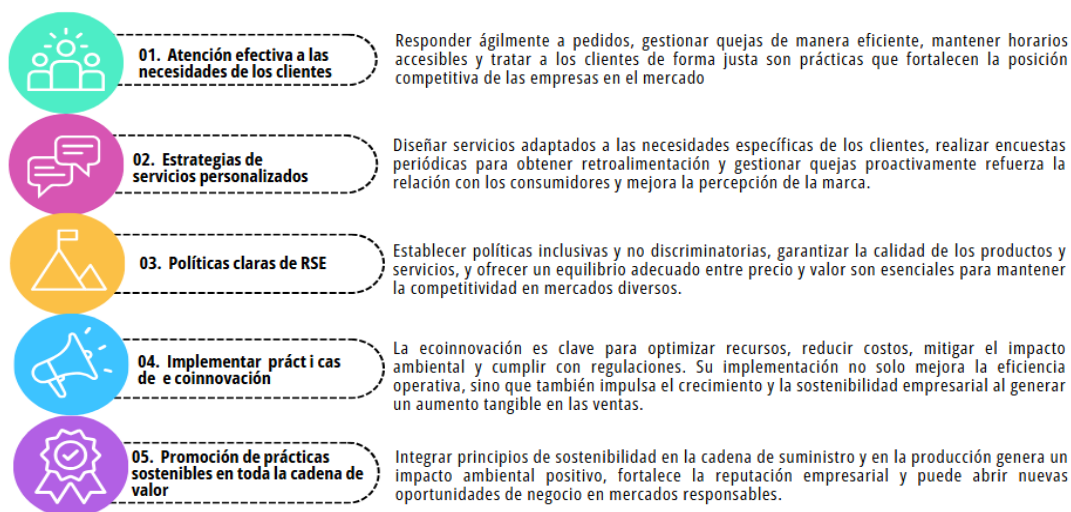 01. Atención efectiva a las
necesidades de los clientes
Responder ágilmente a pedidos, gestionar quejas de manera eficiente, mantener horarios
accesibles y tratar a los clientes de forma justa son prácticas que fortalecen la posición
competitiva de las empresas en el mercado
02. Estrategias de
servicios personalizados
Diseñar servicios adaptados a las necesidades específicas de los clientes, realizar encuestas
periódicas para obtener retroalimentación y gestionar quejas proactivamente refuerza la
relación con los consumidores y mejora la percepción de la marca.
03. Políticas claras de RSE
Establecer políticas inclusivas y no discriminatorias, garantizar la calidad de los productos y
servicios, y ofrecer un equilibrio adecuado entre precio y valor son esenciales para mantener
la competitividad en mercados diversos.
04. Implementar práct i cas
de e coinnovación
La ecoinnovación es clave para optimizar recursos, reducir costos, mitigar el impacto
ambiental y cumplir con regulaciones. Su implementación no solo mejora la eficiencia
operativa, sino que también impulsa el crecimiento y la sostenibilidad empresarial al generar
un aumento tangible en las ventas.
05. Promoción de prácticas
sostenibles en toda la cadena de
valor
Integrar principios de sostenibilidad en la cadena de suministro y en la producción genera un
impacto ambiental positivo, fortalece la reputación empresarial y puede abrir nuevas
oportunidades de negocio en mercados responsables.